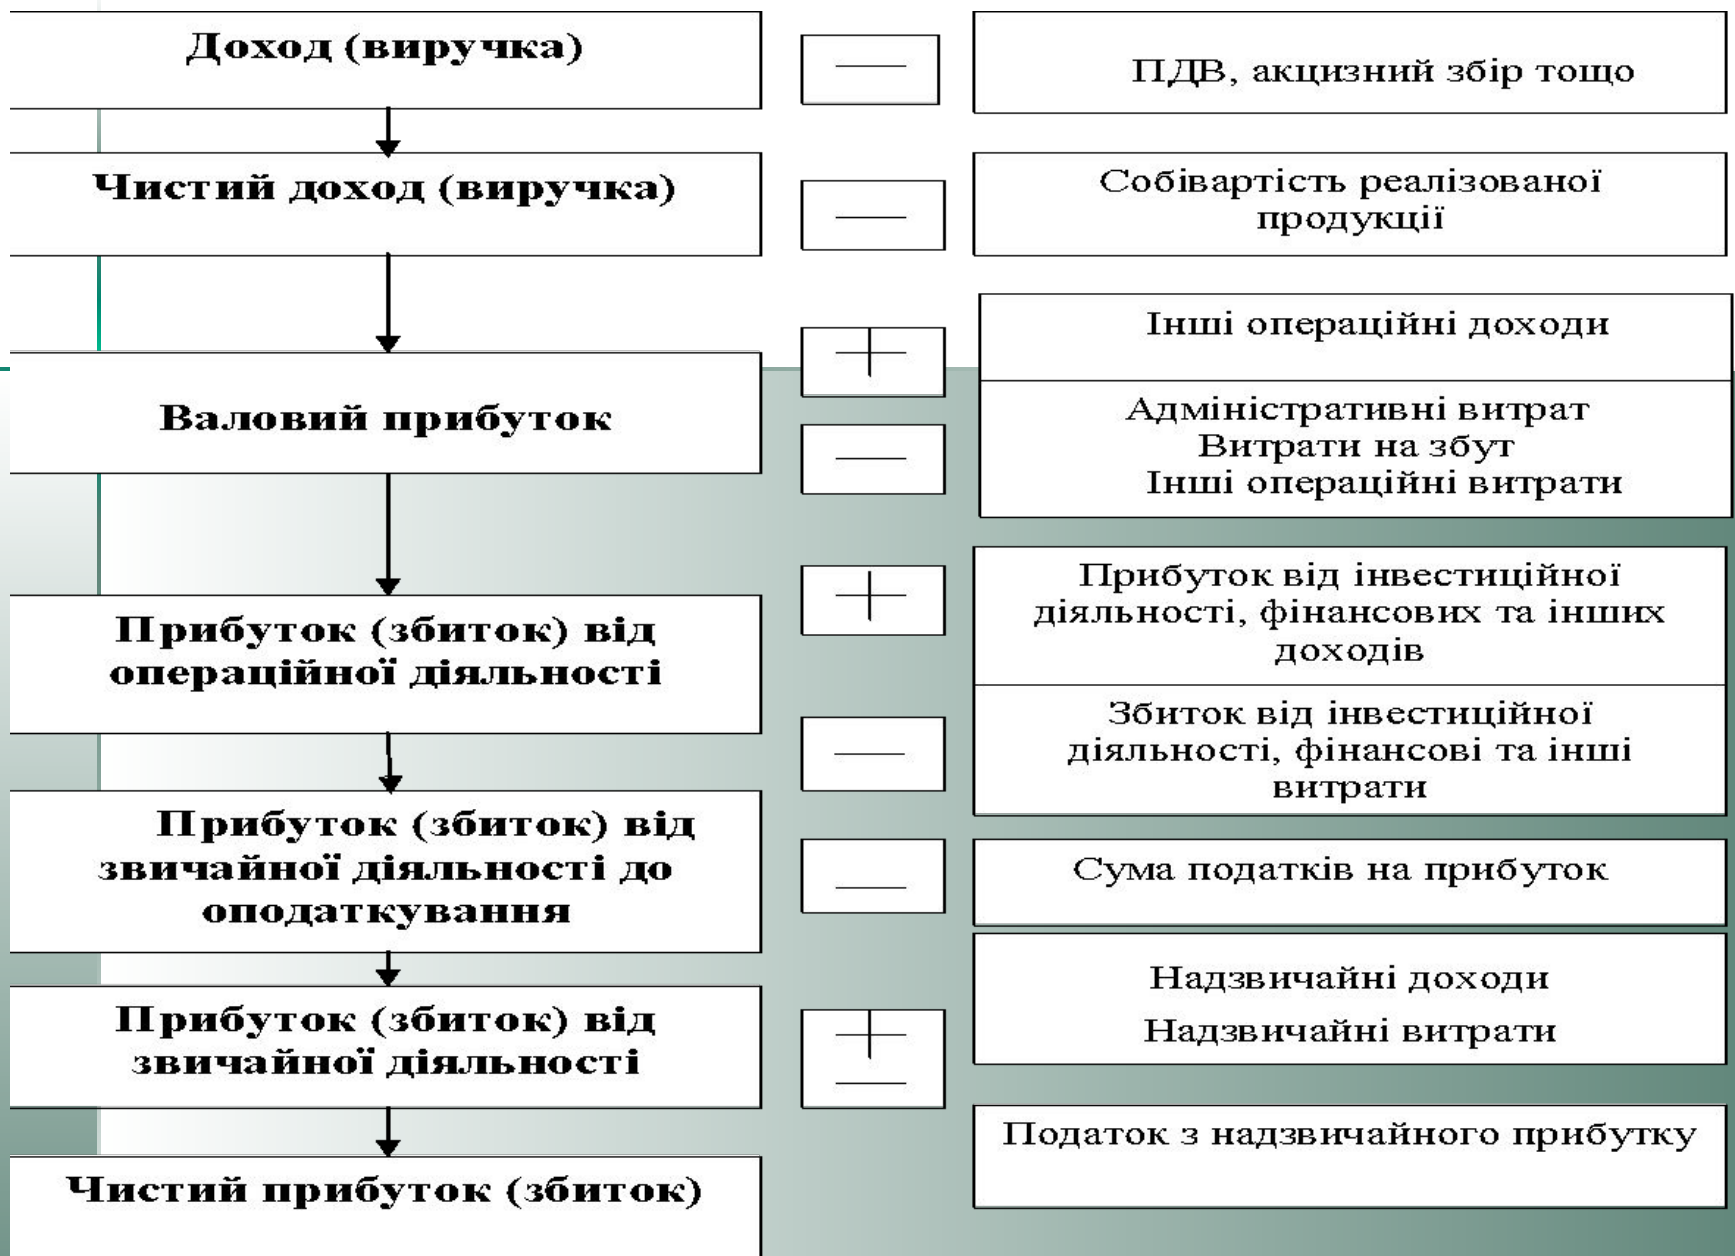 Доход (виручка)
ПДВ, акцизний збір тощо
Чистий доход (виручка)
Собівартість реалізованої
продукції
Валовий прибуток
Інші операційні доходи
Адміністративні витрат
Витрати на збут
Інші операційні витрати
Прибуток (збиток) від
операційної діяльності
Прибуток від інвестиційної
діяльності, фінансових та інших
доходів
Збиток від інвестиційної
діяльності, фінансові та інші
витрати
Прибуток (збиток) від
звичайної діяльності до
оподаткування
Сума податків на прибуток
Прибуток (збиток) від
звичайної діяльності
Надзвичайні доходи
Надзвичайні витрати
Податок з надзвичайного прибутку
Чистий прибуток (збиток)